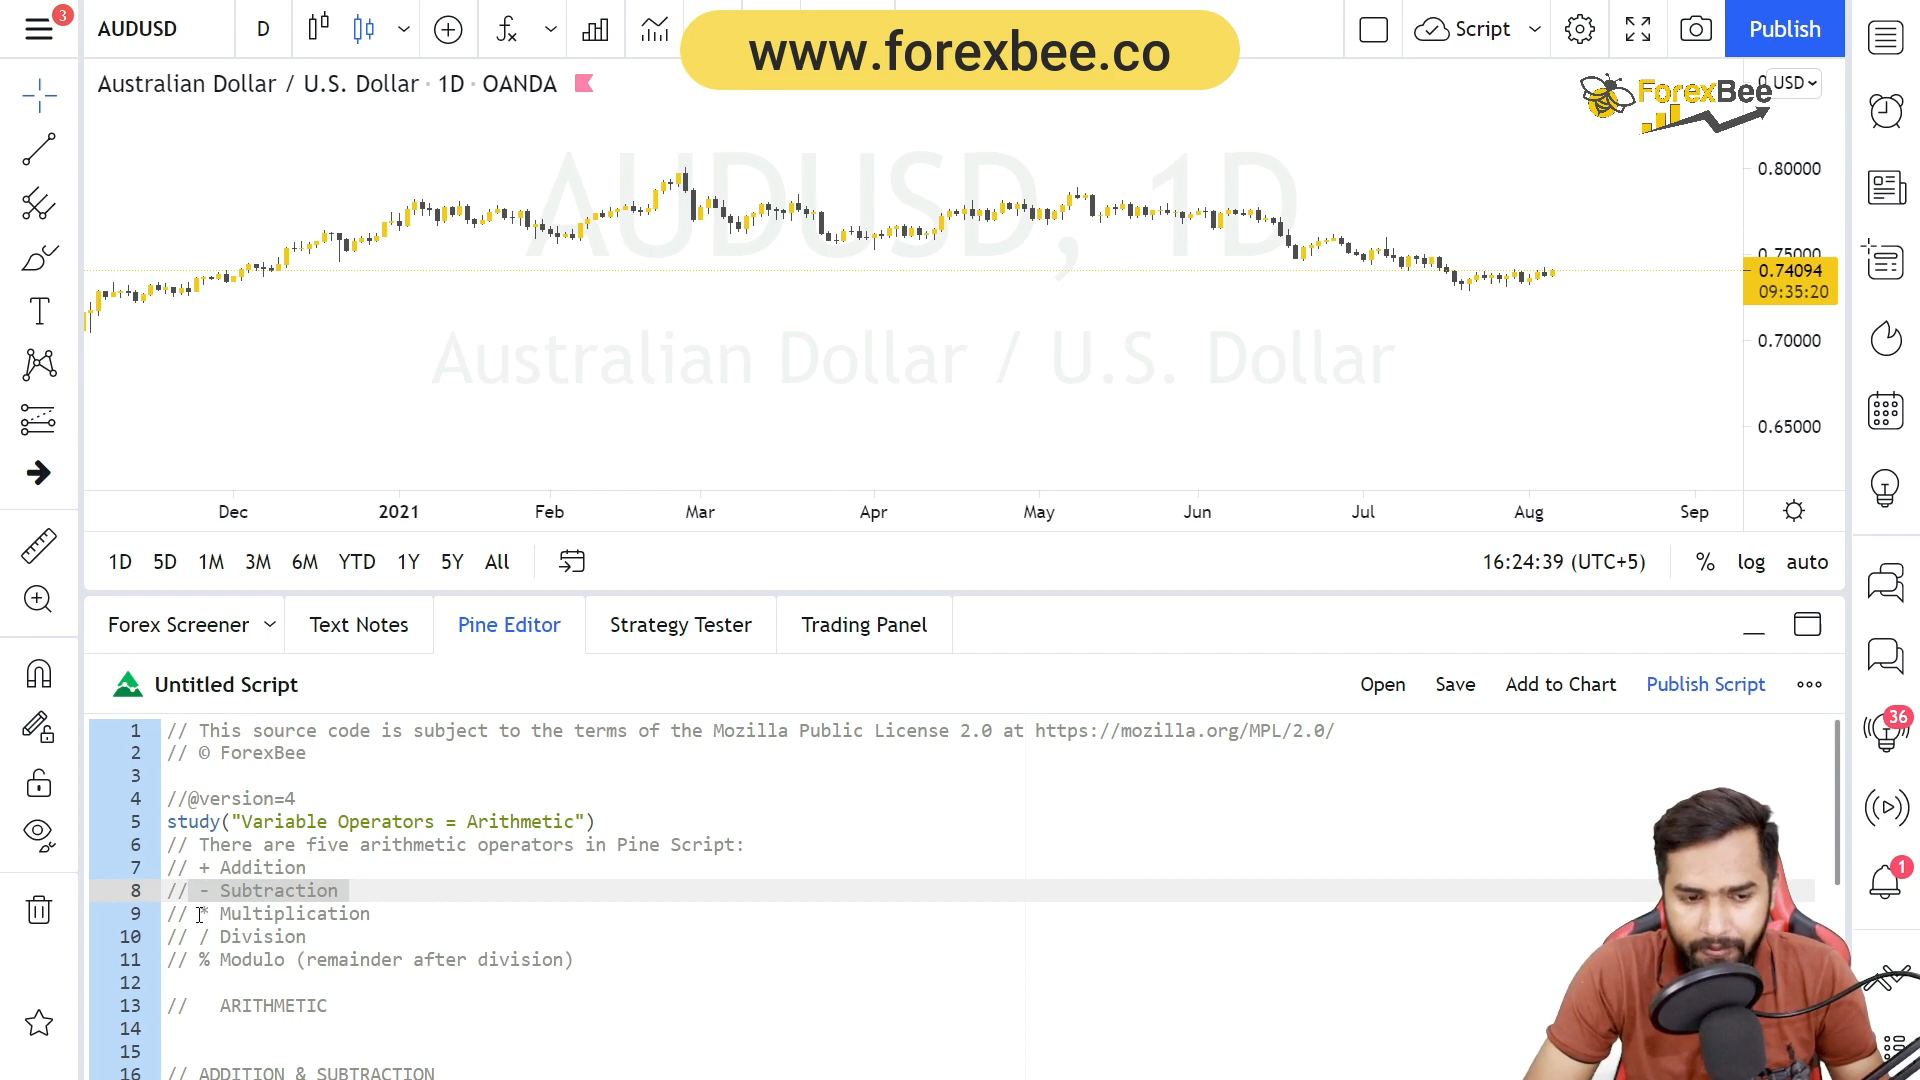 3
AUDUSD
D
Script
Publish
www.forexbee.co
Australian Dollar / U.S. Dollar · 1D · OANDA
ForexBee
USD
AUDUSD, 1D
Australian Dollar / U.S. Dollar
0.80000
0.75000
0.74094
09:35:20
0.70000
0.65000
Dec 2021 Feb Mar Apr May Jun Jul Aug Sep
1D 5D 1M 3M 6M YTD 1Y 5Y All
16:24:39 (UTC+5) % log auto
Forex Screener Text Notes Pine Editor Strategy Tester Trading Panel
Untitled Script
Open Save Add to Chart Publish Script
1 // This source code is subject to the terms of the Mozilla Public License 2.0 at https://mozilla.org/MPL/2.0/
2 // © ForexBee
3
4 //@version=4
5 study("Variable Operators = Arithmetic")
6 // There are five arithmetic operators in Pine Script:
7 // + Addition
8 // - Subtraction
9 // * Multiplication
10 // / Division
11 // % Modulo (remainder after division)
12
13 //   ARITHMETIC
14
15
16 // ADDITION & SUBTRACTION
36
1